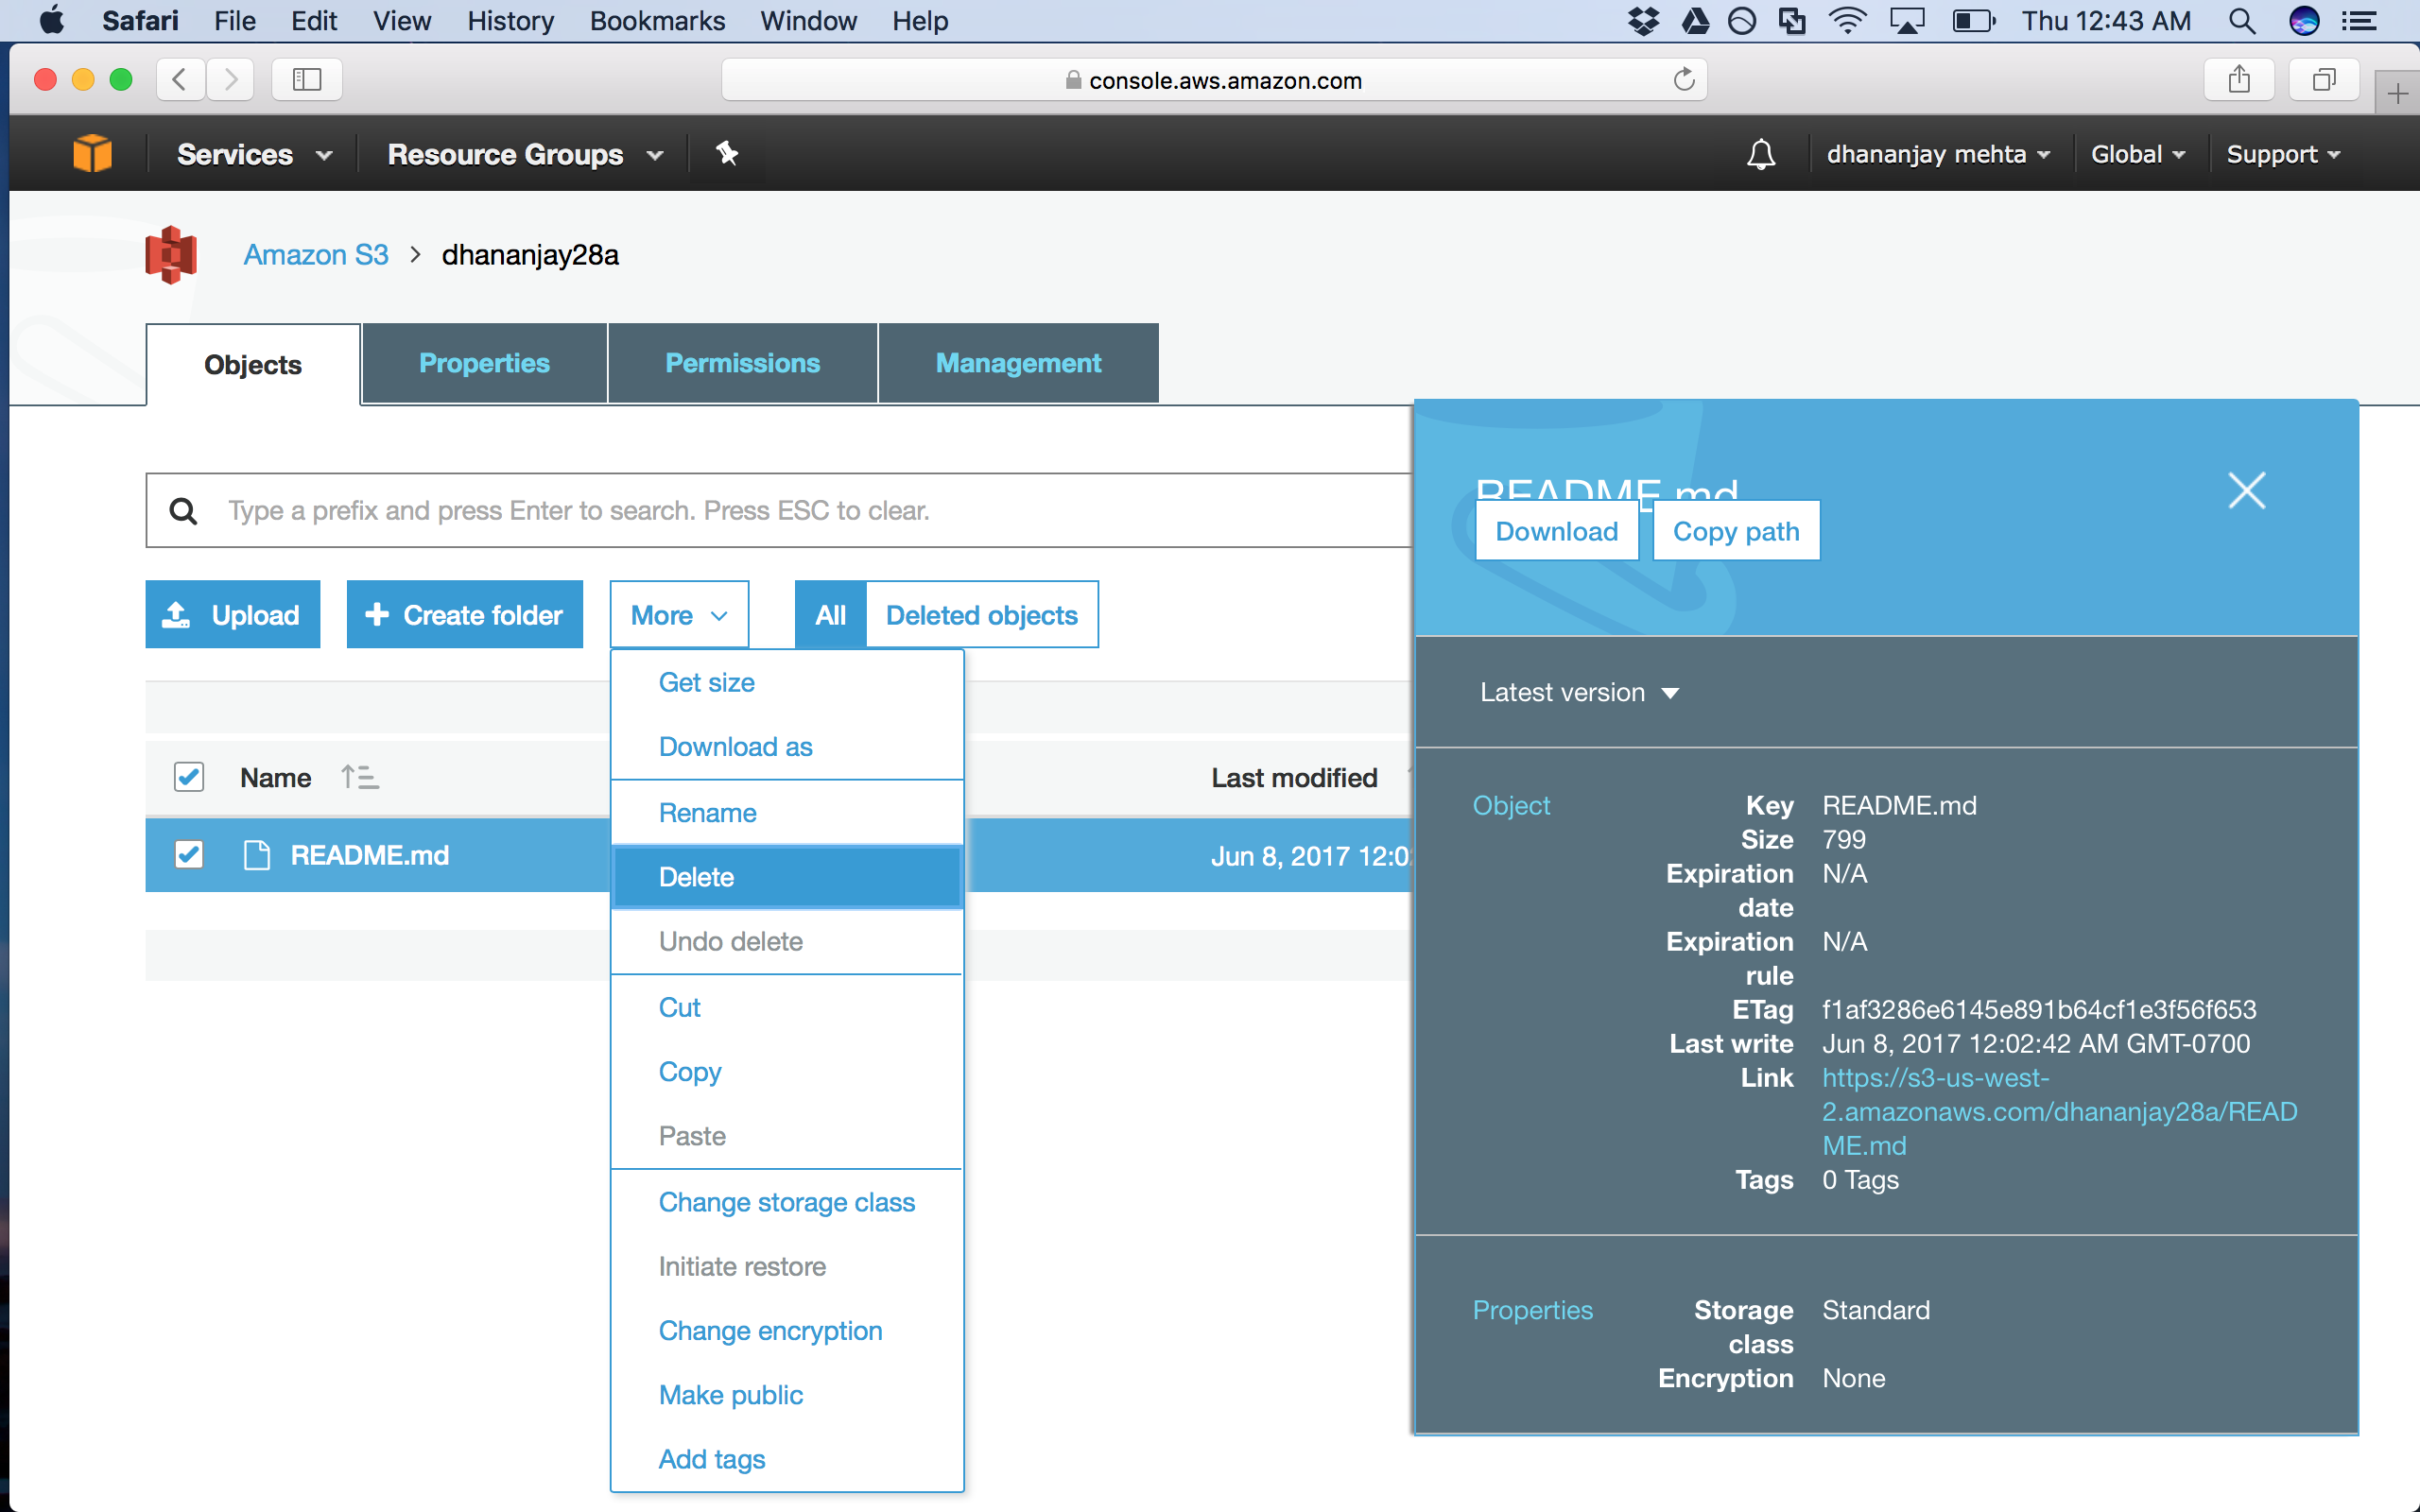 Safari File Edit View History Bookmarks Window Help Thu 12:43 AM
console.aws.amazon.com
Services Resource Groups dhananjay mehta Global Support
Amazon S3 > dhananjay28a
Objects Properties Permissions Management
Type a prefix and press Enter to search. Press ESC to clear.
Upload Create folder More All Deleted objects
Get size
Download as
Rename
Delete
Undo delete
Cut
Copy
Paste
Change storage class
Initiate restore
Change encryption
Make public
Add tags
Name Last modified
README.md Jun 8, 2017 12:0
README.md
Download Copy path
Latest version
Object Key README.md
Size 799
Expiration N/A
date
Expiration N/A
rule
ETag f1af3286e6145e891b64cf1e3f56f653
Last write Jun 8, 2017 12:02:42 AM GMT-0700
Link https://s3-us-west-
2.amazonaws.com/dhananjay28a/READ
ME.md
Tags 0 Tags
Properties Storage Standard
class
Encryption None